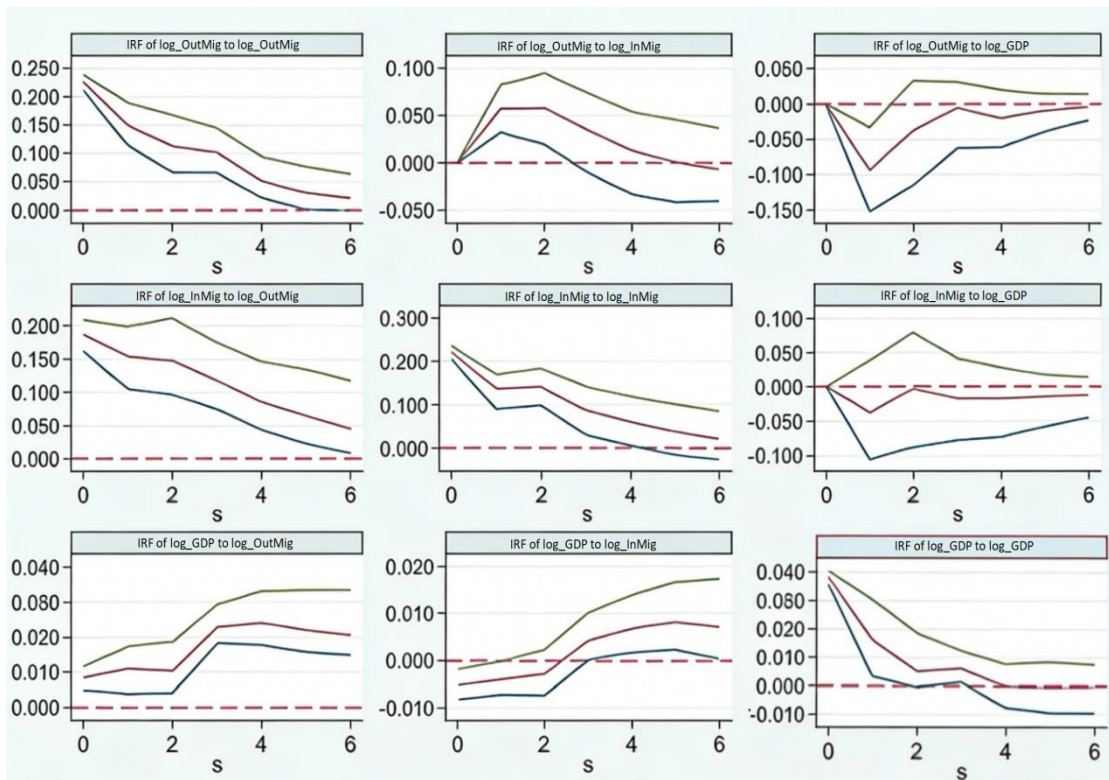 IRF of log_OutMig to log_OutMig
0.250
0.200
0.150
0.100
0.050
0.000
0 2 4 6
s
IRF of log_OutMig to log_InMig
0.100
0.050
0.000
-0.050
0 2 4 6
s
IRF of log_OutMig to log_GDP
0.050
0.000
-0.050
-0.100
-0.150
0 2 4 6
s
IRF of log_InMig to log_OutMig
0.200
0.150
0.100
0.050
0.000
0 2 4 6
s
IRF of log_InMig to log_InMig
0.300
0.200
0.100
0.000
0 2 4 6
s
IRF of log_InMig to log_GDP
0.100
0.050
0.000
-0.050
-0.100
0 2 4 6
s
IRF of log_GDP to log_OutMig
0.040
0.080
0.020
0.010
0.000
0 2 4 6
s
IRF of log_GDP to log_InMig
0.020
0.010
0.000
-0.010
0 2 4 6
s
IRF of log_GDP to log_GDP
0.040
0.080
0.020
0.010
0.000
-0.010
0 2 4 6
s